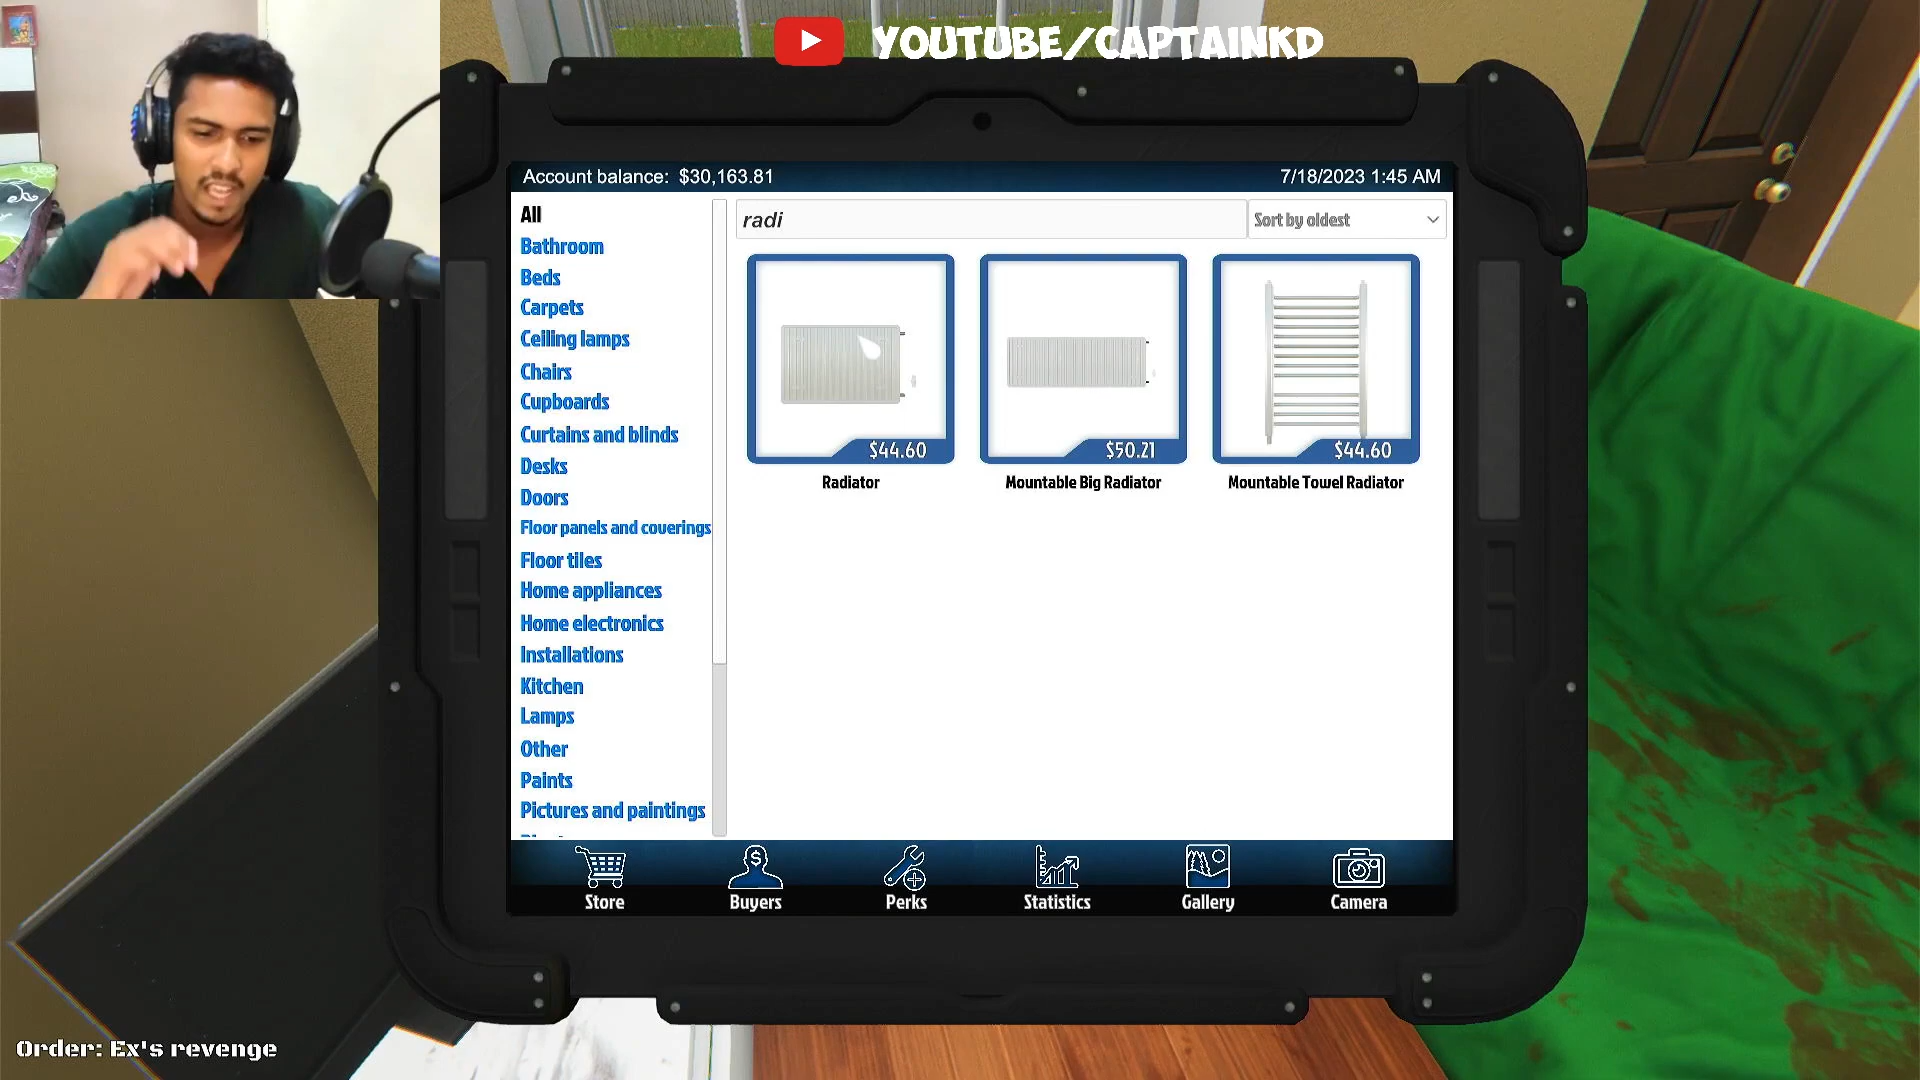 YOUTUBE/CAPTAINKD
Account balance: $30,163.81
7/18/2023 1:45 AM
All
Bathroom
Beds
Carpets
Ceiling lamps
Chairs
Cupboards
Curtains and blinds
Desks
Doors
Floor panels and coverings
Floor tiles
Home appliances
Home electronics
Installations
Kitchen
Lamps
Other
Paints
Pictures and paintings
radi
Sort by oldest
$44.60
$50.21
$44.60
Radiator
Mountable Big Radiator
Mountable Towel Radiator
Store
Buyers
Perks
Statistics
Gallery
Camera
Order: Ex's revenge